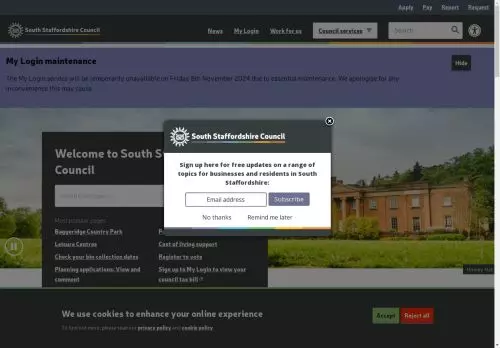 Apply Pay Report Request
South Staffordshire Council
News My Login Work for us Council services Search
My Login maintenance
Hide
The My Login service will be temporarily unavailable on Friday 8th November 2024 due to essential maintenance. We apologise for any
inconvenience this may cause.
South Staffordshire Council
Welcome to South S
Council
Sign up here for free updates on a range of
topics for businesses and residents in South
Staffordshire:
Email address Subscribe
No thanks Remind me later
Most popular pages
Baggeridge Country Park
Leisure Centres Cost of living support
Check your bin collection dates Register to vote
Planning applications: View and
comment
Sign up to My Login to view your
council tax bill
We use cookies to enhance your online experience
Accept Reject all
To find out more, please read our privacy policy and cookie policy